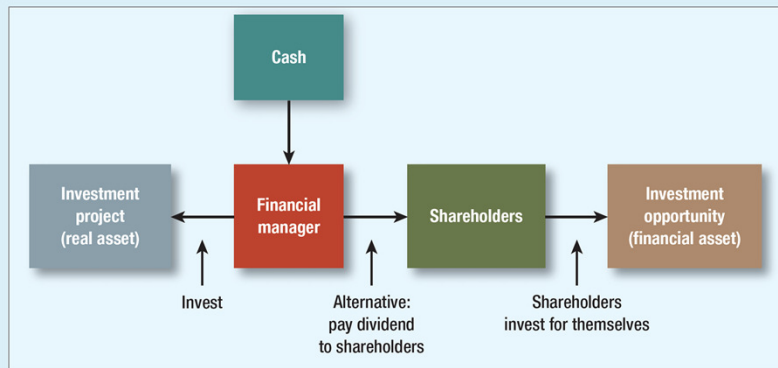 Cash
Investment
project
(real asset)
Financial
manager
Shareholders
Investment
opportunity
(financial asset)
Invest
Alternative:
pay dividend
to shareholders
Shareholders
invest for themselves